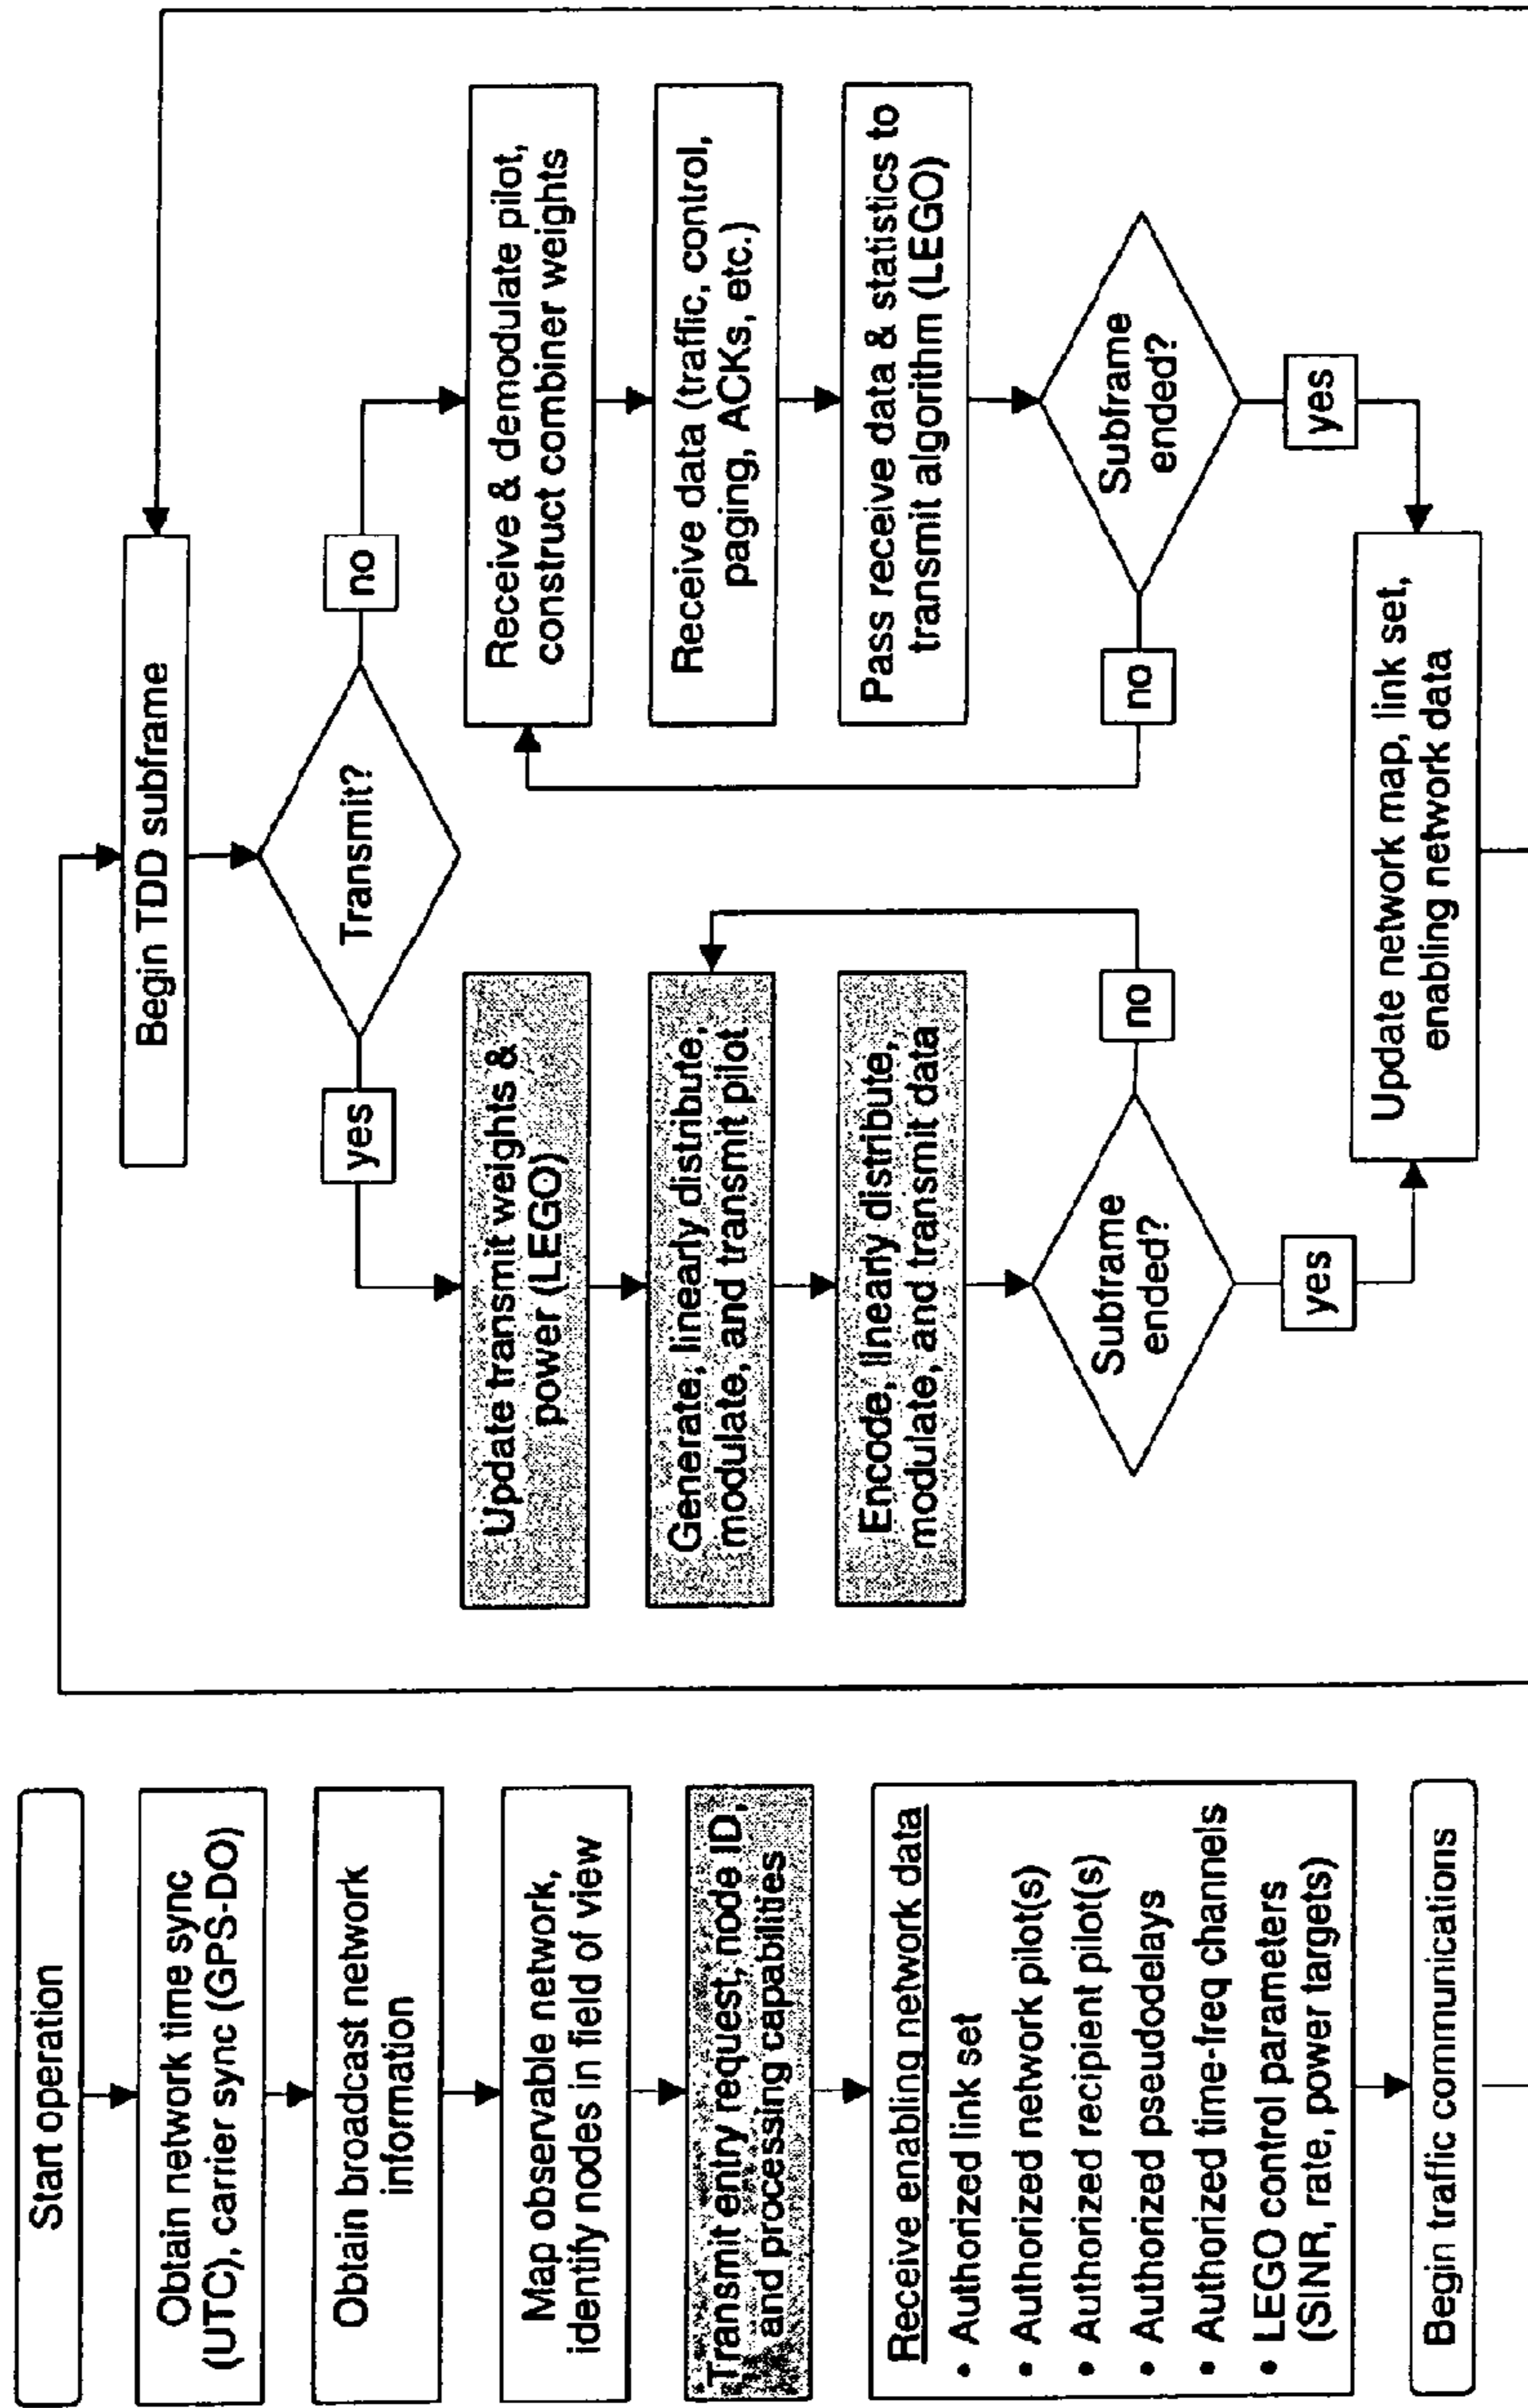 Start operation
Obtain network time sync
(UTC), carrier sync (GPS-DO)
Obtain broadcast network
information
Map observable network,
identify nodes in field of view
Transmit entry request, node ID,
and processing capabilities
Receive enabling network data
• Authorized link set
• Authorized network pilot(s)
• Authorized recipient pilot(s)
• Authorized pseudodelays
• Authorized time-freq channels
• LEGO control parameters
(SINR, rate, power targets)
Begin traffic communications
Begin TDD subframe
Transmit?
yes
no
Update transmit weights &
power (LEGO)
Generate, linearly distribute,
modulate, and transmit pilot
Encode, linearly distribute,
modulate, and transmit data
Subframe
ended?
no
yes
Receive & demodulate pilot,
construct combiner weights
Receive data (traffic, control,
paging, ACKs, etc.)
Pass receive data & statistics to
transmit algorithm (LEGO)
Subframe
ended?
no
yes
Update network map, link set,
enabling network data